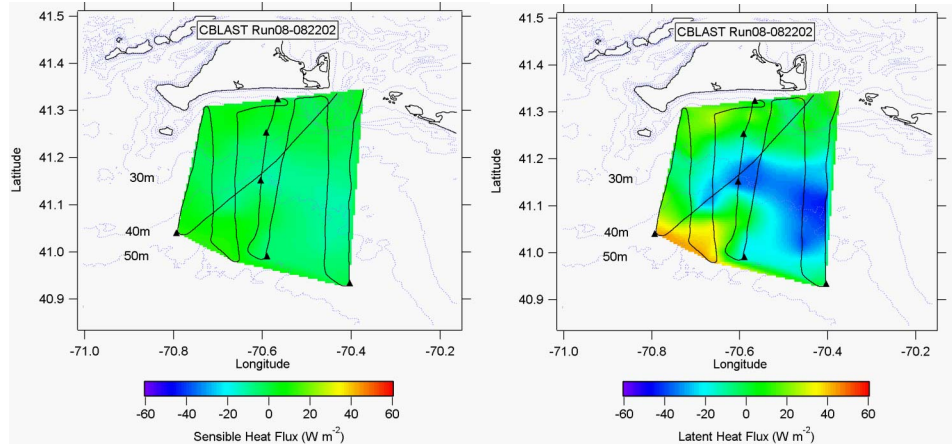 CBLAST Run08-082202
41.5
41.4
41.3
41.2
41.1
41.0
40.9
Latitude
30m
40m
50m
-71.0 -70.8 -70.6 -70.4 -70.2
Longitude
-60 -40 -20 0 20 40 60
Sensible Heat Flux (W m-2)
CBLAST Run08-082202
41.5
41.4
41.3
41.2
41.1
41.0
40.9
Latitude
30m
40m
50m
-71.0 -70.8 -70.6 -70.4 -70.2
Longitude
-60 -40 -20 0 20 40 60
Latent Heat Flux (W m-2)